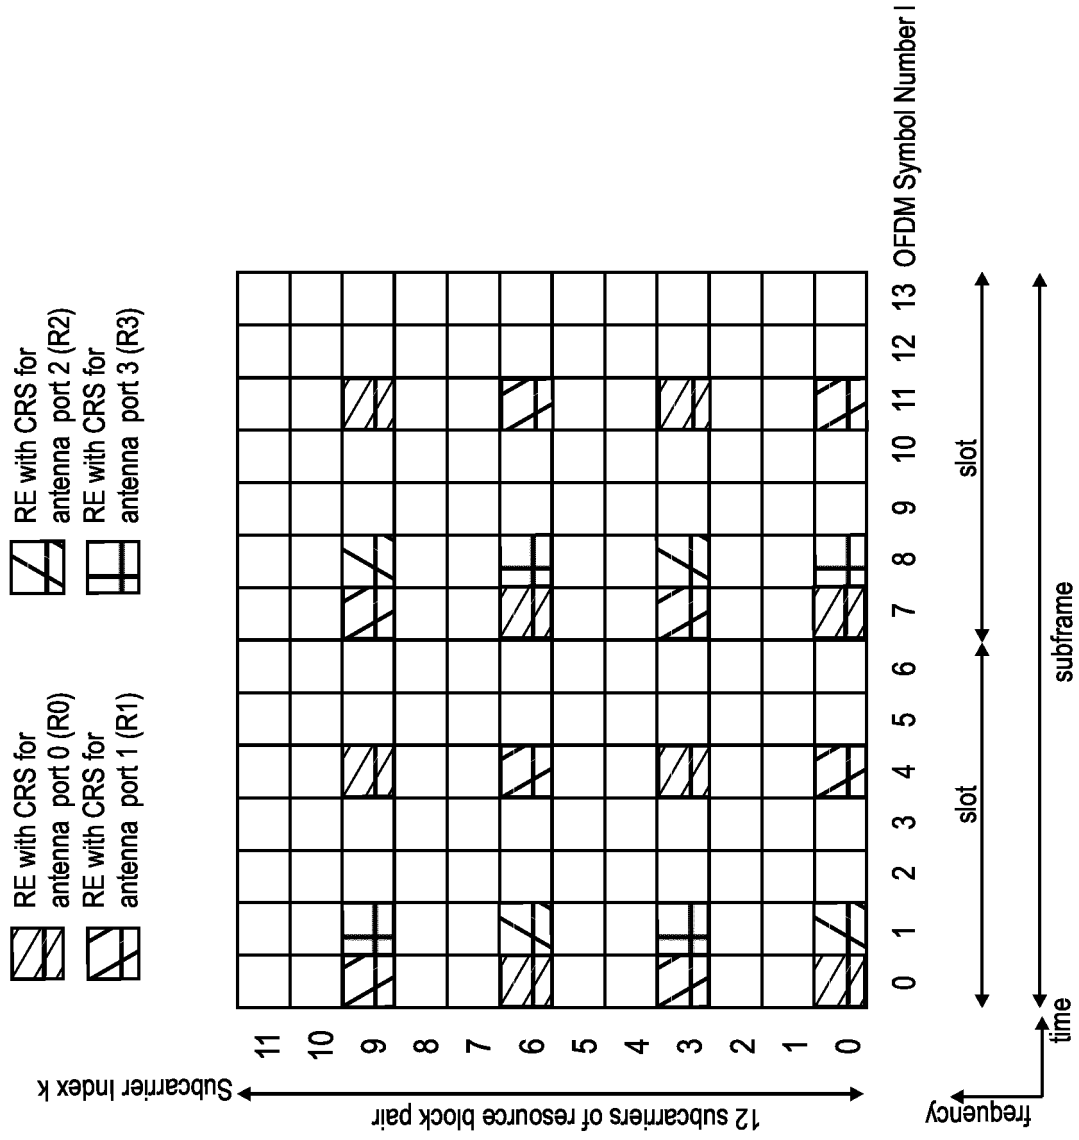 RE with CRS for
antenna port 0 (R0)
RE with CRS for
antenna port 1 (R1)
RE with CRS for
antenna port 2 (R2)
RE with CRS for
antenna port 3 (R3)
Subcarrier Index k
12 subcarriers of resource block pair
11
10
9
8
7
6
5
4
3
2
1
0
0 1 2 3 4 5 6 7 8 9 10 11 12 13 OFDM Symbol Number l
slot slot
subframe
time
frequency